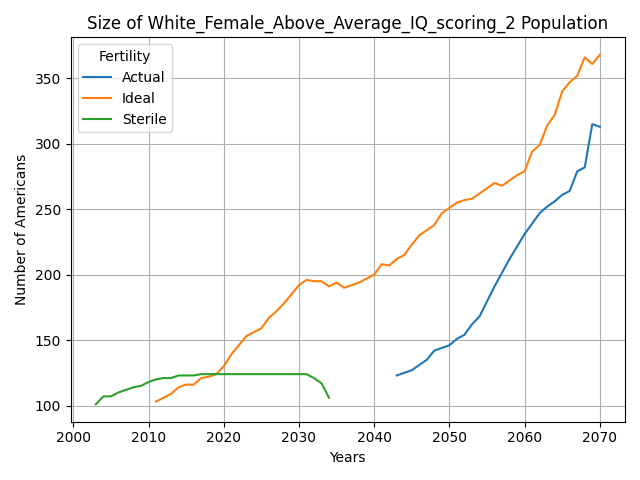 Size of White_Female_Above_Average_IQ_scoring_2 Population
Fertility
Actual
Ideal
Sterile
Number of Americans
350
300
250
200
150
100
2000 2010 2020 2030 2040 2050 2060 2070
Years